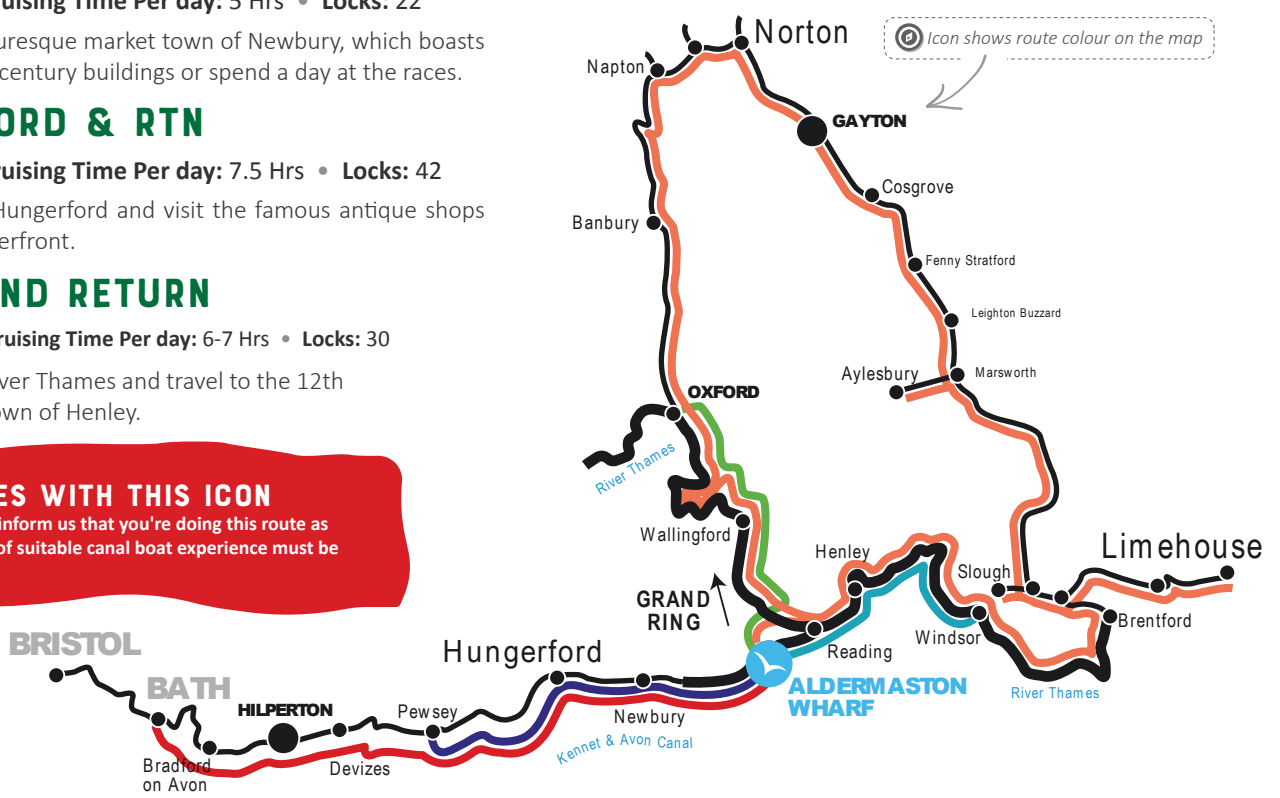 uising Time Per day: 5 Hrs • Locks: 22
uresque market town of Newbury, which boasts
century buildings or spend a day at the races.
ORD & RTN
uising Time Per day: 7.5 Hrs • Locks: 42
Hungerford and visit the famous antique shops
erfront.
ND RETURN
ruising Time Per day: 6-7 Hrs • Locks: 30
ver Thames and travel to the 12th
own of Henley.
ES WITH THIS ICON
inform us that you're doing this route as
of suitable canal boat experience must be
Norton
Icon shows route colour on the map
Napton
GAYTON
Cosgrove
Banbury
Fenny Stratford
Leighton Buzzard
Aylesbury
Marsworth
OXFORD
River Thames
Wallingford
Henley
Limehouse
Slough
GRAND
RING
Brentford
Windsor
Reading
River Thames
ALDERMASTON
WHARF
BRISTOL
BATH
Hungerford
HILPERTON
Pewsey
Newbury
Kennet & Avon Canal
Bradford
on Avon
Devizes